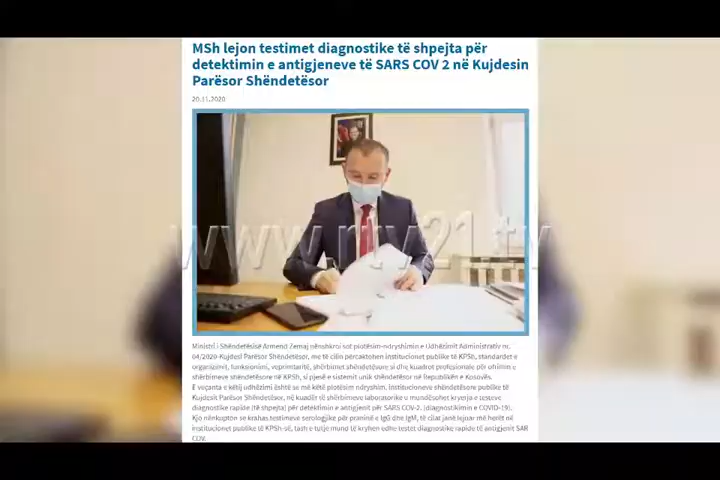 MSh lejon testimet diagnostike të shpejta për
detektimin e antigjeneve të SARS COV 2 në Kujdesin
Parësor Shëndetësor
20.11.2020
www.rtv21.tv
Ministri i Shëndetësisë Armend Zemaj nënshkroi sot plotësim-ndryshimin e Udhëzimit Administrativ nr.
04/2020-Kujdesi Parësor Shëndetësor, me të cilin përcaktohen institucionet publike të KPSh, standardet e
organizimit, funksionimi, veprimtaritë, shërbimet shëndetësore si dhe kuadrot profesionale për ofrimin e
shërbimeve shëndetësore në KPSh, si pjesë e sistemit unik shëndetësor në Republikën e Kosovës.
E veçanta e këtij udhëzimi është se me këtë plotësim ndryshim, institucioneve shëndetësore publike të
Kujdesit Parësor Shëndetësor, në kuadër të shërbimeve laboratorike u mundësohet kryerja e testeve
diagnostike rapide (të shpejta) për detektimin e antigjenit për SARS COV-2. (diagnostikimin e COVID-19).
Kjo nënkupton se krahas testimeve serologjike për praninë e IgG dhe IgM, të cilat janë lejuar më herët në
institucionet publike të KPSh-së, tash e tutje mund të kryhen edhe testet diagnostike rapide të antigjenit SAR
COV.